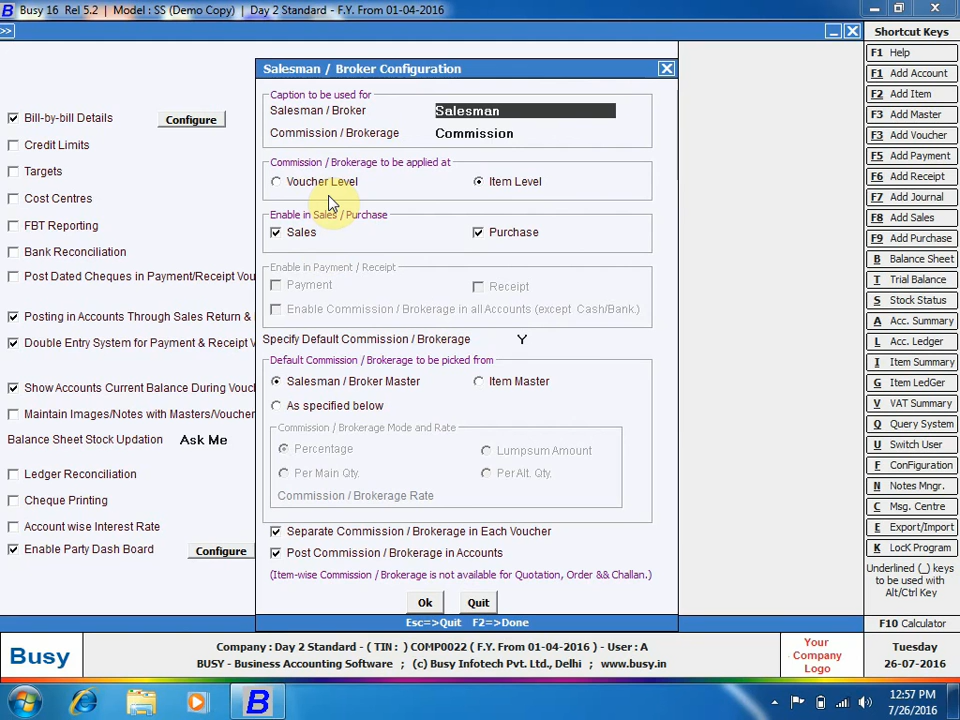 Busy 16 Rel 5.2 | Model : SS (Demo Copy) | Day 2 Standard - F.Y. From 01-04-2016
>>
Bill-by-bill Details
Configure
Credit Limits
Targets
Cost Centres
FBT Reporting
Bank Reconciliation
Post Dated Cheques in Payment/Receipt Vou
Posting in Accounts Through Sales Return &
Double Entry System for Payment & Receipt V
Show Accounts Current Balance During Vouc
Maintain Images/Notes with Masters/Voucher
Balance Sheet Stock Updation Ask Me
Ledger Reconciliation
Cheque Printing
Account wise Interest Rate
Enable Party Dash Board
Configure
Salesman / Broker Configuration
Caption to be used for
Salesman / Broker Salesman
Commission / Brokerage Commission
Commission / Brokerage to be applied at
Voucher Level Item Level
Enable in Sales / Purchase
Sales Purchase
Enable in Payment / Receipt
Payment Receipt
Enable Commission / Brokerage in all Accounts (except Cash/Bank.)
Specify Default Commission / Brokerage Y
Default Commission / Brokerage to be picked from
Salesman / Broker Master Item Master
As specified below
Commission / Brokerage Mode and Rate
Percentage Lumpsum Amount
Per Main Qty. Per Alt. Qty.
Commission / Brokerage Rate
Separate Commission / Brokerage in Each Voucher
Post Commission / Brokerage in Accounts
(Item-wise Commission / Brokerage is not available for Quotation, Order && Challan.)
Ok Quit
Esc=>Quit F2=>Done
Shortcut Keys
F1 Help
F1 Add Account
F2 Add Item
F3 Add Master
F3 Add Voucher
F5 Add Payment
F6 Add Receipt
F7 Add Journal
F8 Add Sales
F9 Add Purchase
B Balance Sheet
T Trial Balance
S Stock Status
A Acc. Summary
L Acc. Ledger
I Item Summary
G Item LedGer
V VAT Summary
Q Query System
U Switch User
F Configuration
N Notes Mngr.
C Msg. Centre
E Export/Import
K LocK Program
Underlined (_) keys
to be used with
Alt/Ctrl Key
F10 Calculator
Busy
Company : Day 2 Standard - ( TIN : ) COMP0022 ( F.Y. From 01-04-2016 ) ; User : A
BUSY - Business Accounting Software ; (c) Busy Infotech Pvt. Ltd., Delhi ; www.busy.in
Your
Company
Logo
Tuesday
26-07-2016
B
12:57 PM
7/26/2016